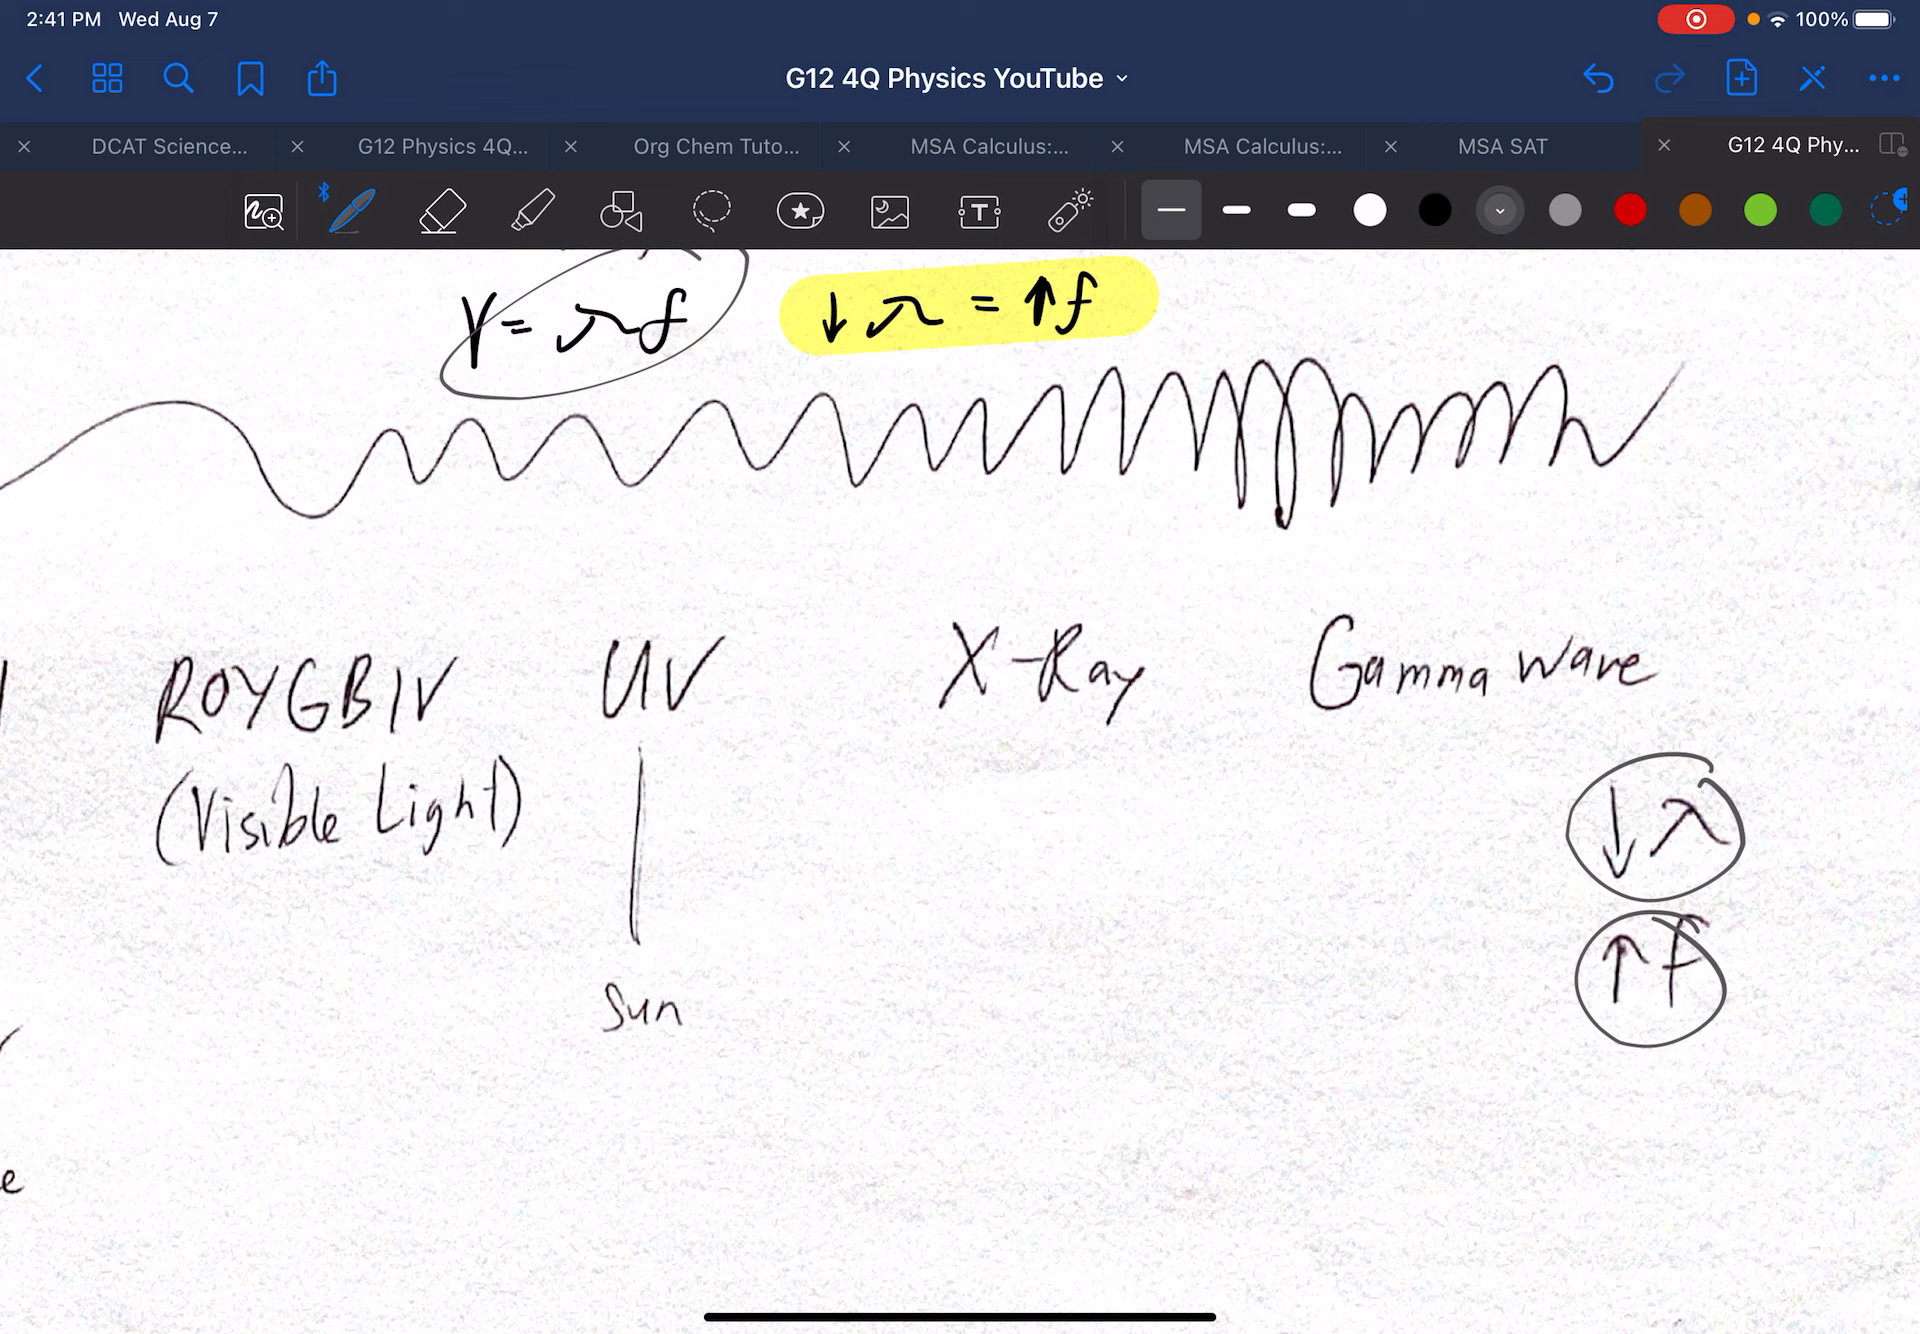 2:41 PM Wed Aug 7 100%
G12 4Q Physics YouTube
DCAT Science... G12 Physics 4Q... Org Chem Tuto... MSA Calculus:... MSA Calculus:... MSA SAT G12 4Q Phy...
T
V = λf ↓λ = ↑f
ROYGBIV UV X-Ray Gamma wave
(Visible Light)
↓λ
↑f
Sun
e